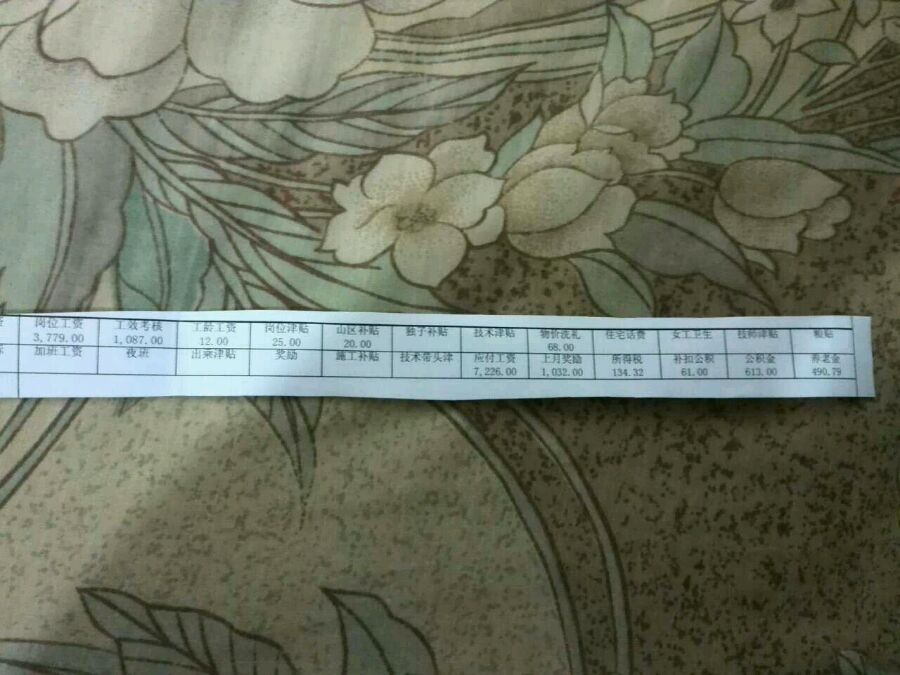 岗位工资 工效考核 工龄工资 岗位津贴 山区补贴 独子补贴 技术津贴 物价洗礼 住宅话费 女工卫生 技师津贴
3,779.00 1,087.00 12.00 25.00 20.00 68.00
加班工资 夜班 出乘津贴 奖励 施工补贴 技术带头津 应付工资 上月奖励 所得税 补扣公积 公积金 养老金
7,226.00 1,032.00 134.32 61.00 613.00 490.79